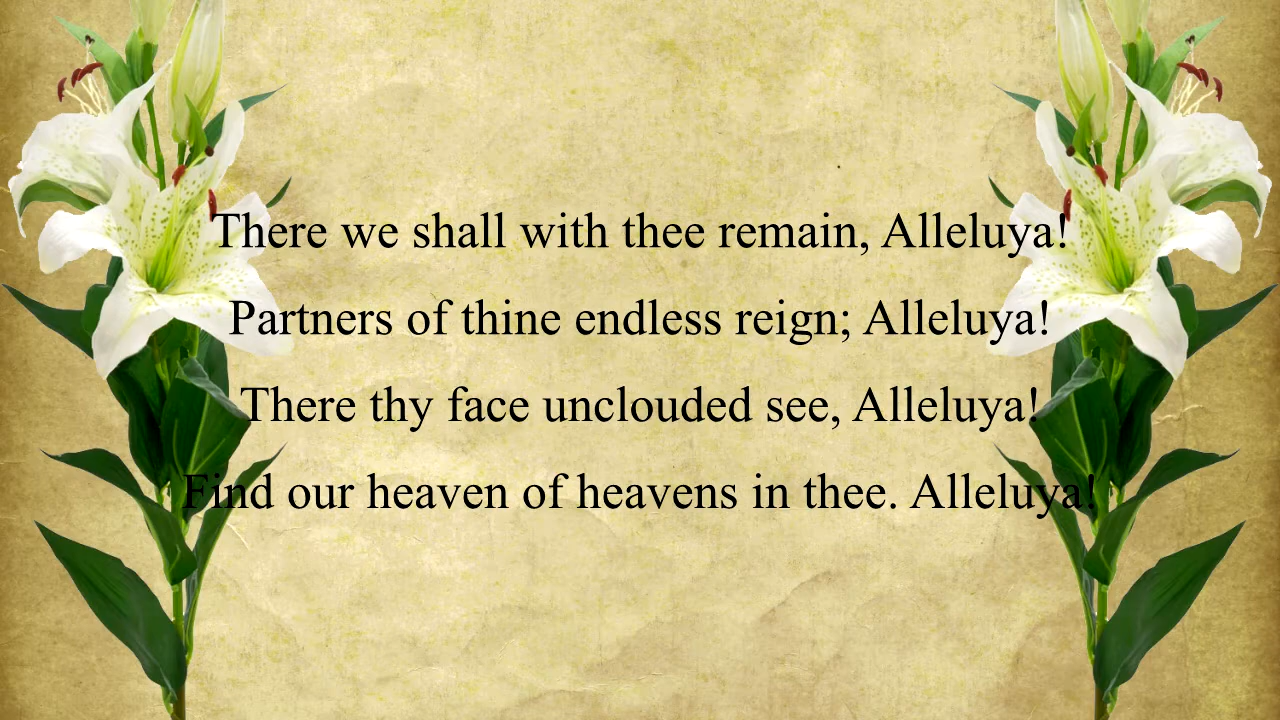 There we shall with thee remain, Alleluya!
Partners of thine endless reign; Alleluya!
There thy face unclouded see, Alleluya!
Find our heaven of heavens in thee. Alleluya!